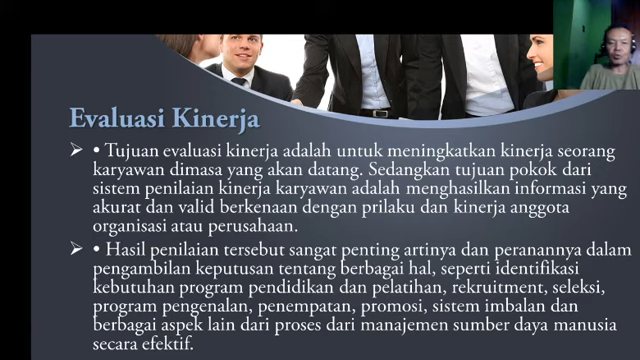 Evaluasi Kinerja
• Tujuan evaluasi kinerja adalah untuk meningkatkan kinerja seorang
karyawan dimasa yang akan datang. Sedangkan tujuan pokok dari
sistem penilaian kinerja karyawan adalah menghasilkan informasi yang
akurat dan valid berkenaan dengan prilaku dan kinerja anggota
organisasi atau perusahaan.
• Hasil penilaian tersebut sangat penting artinya dan peranannya dalam
pengambilan keputusan tentang berbagai hal, seperti identifikasi
kebutuhan program pendidikan dan pelatihan, rekruitment, seleksi,
program pengenalan, penempatan, promosi, sistem imbalan dan
berbagai aspek lain dari proses dari manajemen sumber daya manusia
secara efektif.